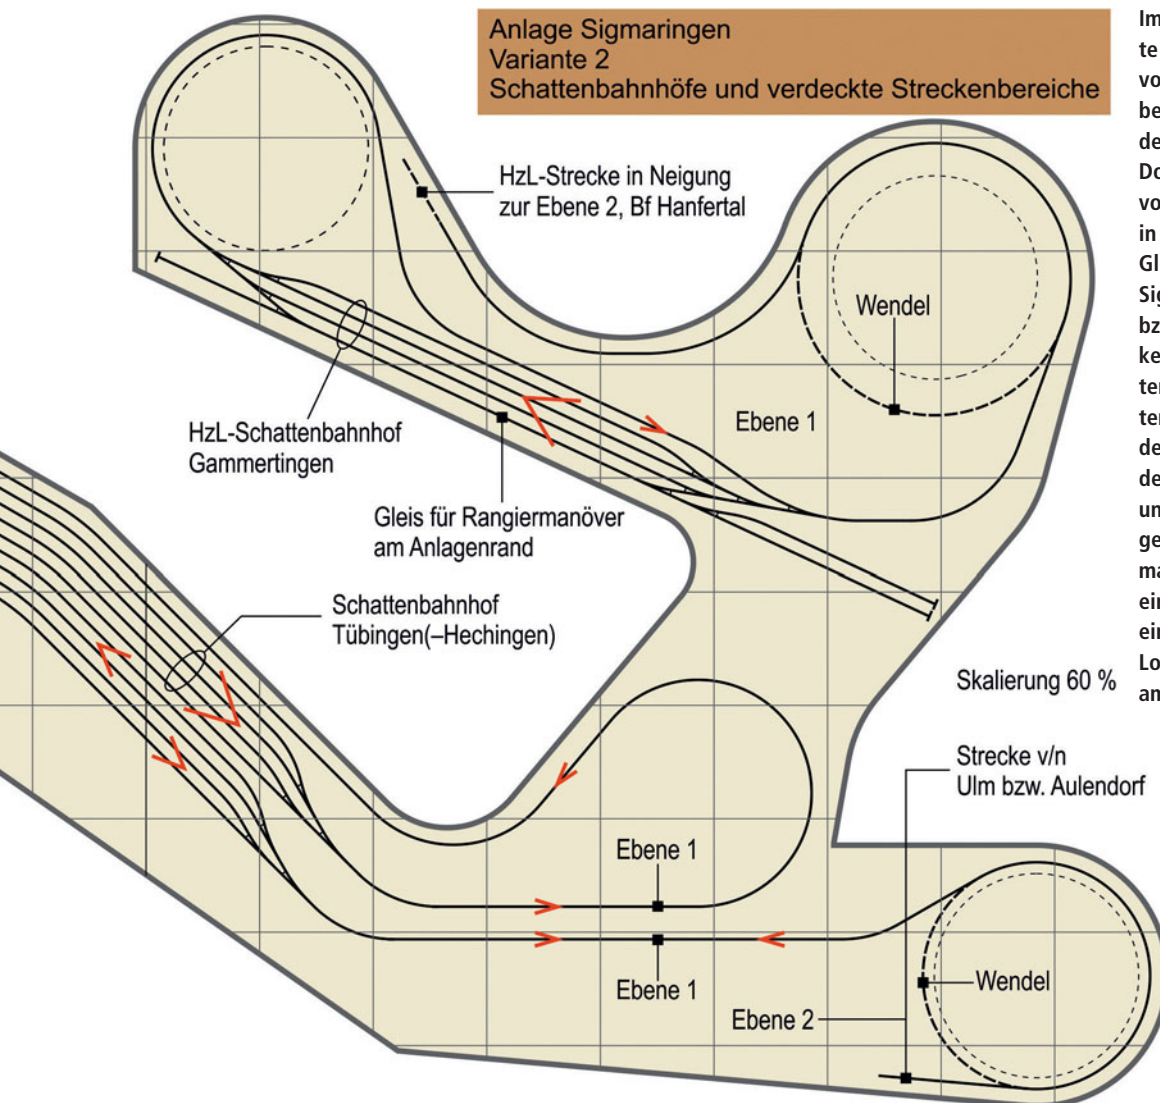 Anlage Sigmaringen
Variante 2
Schattenbahnhöfe und verdeckte Streckenbereiche
HzL-Strecke in Neigung
zur Ebene 2, Bf Hanfertal
Wendel
Ebene 1
HzL-Schattenbahnhof
Gammertingen
Gleis für Rangiermanöver
am Anlagenrand
Schattenbahnhof
Tübingen(–Hechingen)
Skalierung 60 %
Strecke v/n
Ulm bzw. Aulendorf
Ebene 1
Ebene 1
Wendel
Ebene 2
Im
te
vo
be
de
Do
vo
in
Gl
Sig
bz
ke
ter
ter
de
de
un
ge
ma
ein
ein
Lo
an